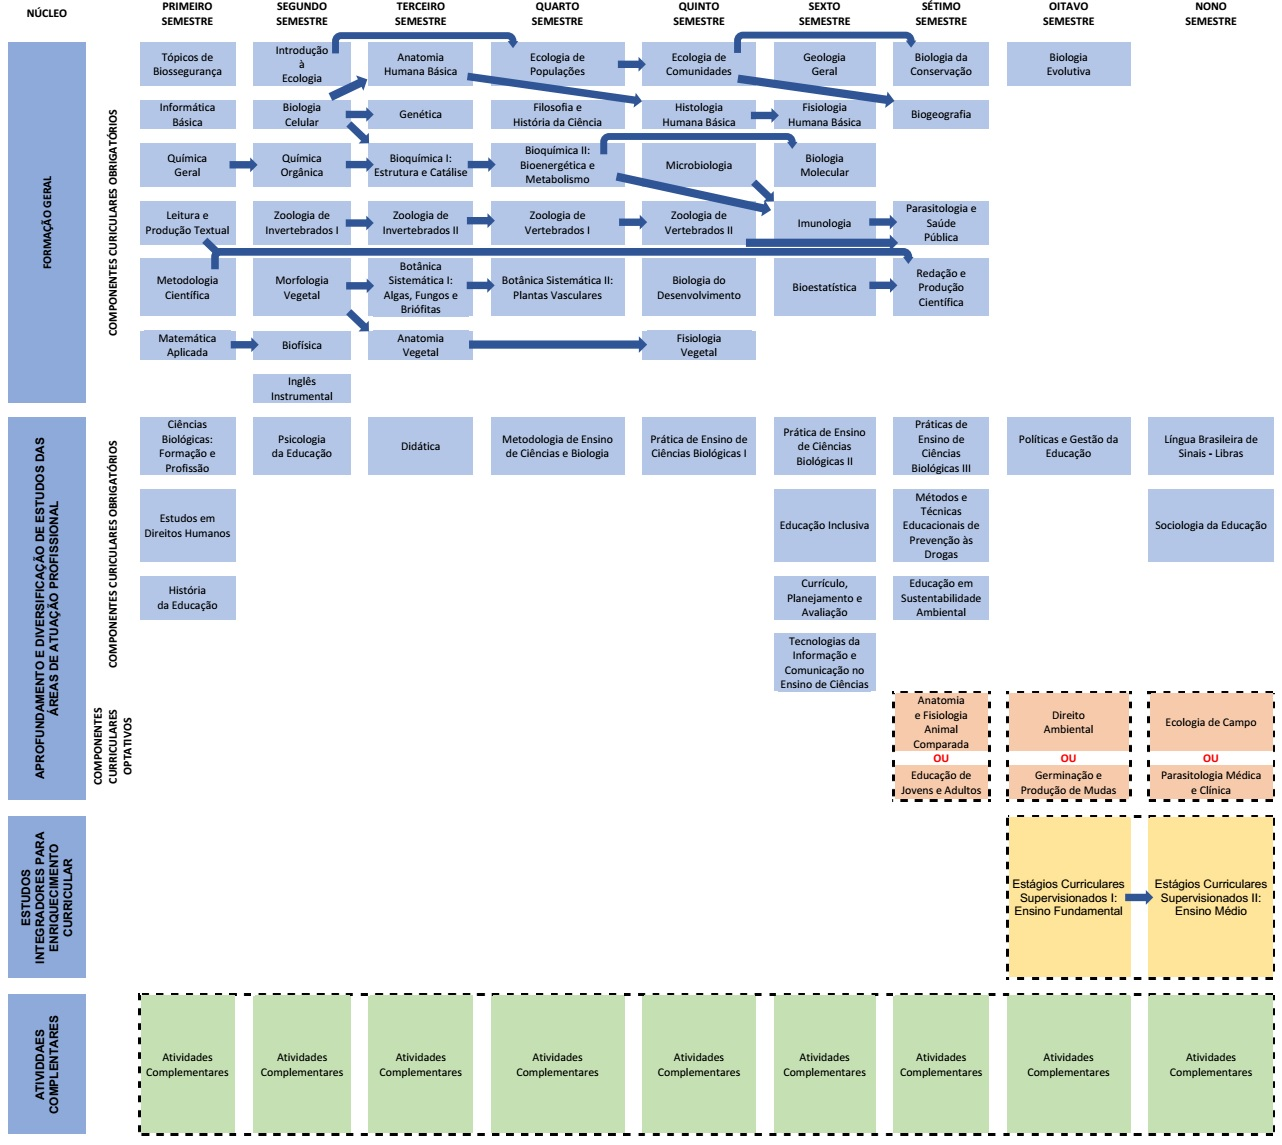 NÚCLEO
PRIMEIRO
SEMESTRE
SEGUNDO
SEMESTRE
TERCEIRO
SEMESTRE
QUARTO
SEMESTRE
QUINTO
SEMESTRE
SEXTO
SEMESTRE
SÉTIMO
SEMESTRE
OITAVO
SEMESTRE
NONO
SEMESTRE
FORMAÇÃO GERAL
COMPONENTES CURICULARES OBRIGATÓRIOS
Tópicos de
Biossegurança
Introdução
à
Ecologia
Anatomia
Humana Básica
Ecologia de
Populações
Ecologia de
Comunidades
Geologia
Geral
Biologia da
Conservação
Biologia
Evolutiva
Informática
Básica
Biologia
Celular
Genética
Filosofia e
História da Ciência
Histologia
Humana Básica
Fisiologia
Humana Básica
Biogeografia
Química
Geral
Química
Orgânica
Bioquímica I:
Estrutura e Catálise
Bioquímica II:
Bioenergética e
Metabolismo
Microbiologia
Biologia
Molecular
Leitura e
Produção Textual
Zoologia de
Invertebrados I
Zoologia de
Invertebrados II
Zoologia de
Vertebrados I
Zoologia de
Vertebrados II
Imunologia
Parasitologia e
Saúde
Pública
Metodologia
Científica
Morfologia
Vegetal
Botânica
Sistemática I:
Algas, Fungos e
Briófitas
Botânica Sistemática II:
Plantas Vasculares
Biologia do
Desenvolvimento
Bioestatística
Redação e
Produção
Científica
Matemática
Aplicada
Biofísica
Anatomia
Vegetal
Fisiologia
Vegetal
Inglês
Instrumental
APROFUNDAMENTO E DIVERSIFICAÇÃO DE ESTUDOS DAS
ÁREAS DE ATUAÇÃO PROFISSIONAL
COMPONENTES CURICULARES OBRIGATÓRIOS
Ciências
Biológicas:
Formação e
Profissão
Psicologia
da Educação
Didática
Metodologia de Ensino
de Ciências e Biologia
Prática de Ensino de
Ciências Biológicas I
Prática de Ensino
de Ciências
Biológicas II
Práticas de
Ensino de
Ciências
Biológicas III
Políticas e Gestão da
Educação
Língua Brasileira de
Sinais - Libras
Estudos em
Direitos Humanos
Educação Inclusiva
Métodos e
Técnicas
Educacionais de
Prevenção às
Drogas
Sociologia da Educação
História
da Educação
Currículo,
Planejamento e
Avaliação
Educação em
Sustentabilidade
Ambiental
Tecnologias da
Informação e
Comunicação no
Ensino de Ciências
COMPONENTES
CURRICULARES
OPTATIVOS
Anatomia
e Fisiologia
Animal
Comparada
OU
Educação de
Jovens e Adultos
Direito
Ambiental
OU
Germinação e
Produção de Mudas
Ecologia de Campo
OU
Parasitologia Médica
e Clínica
ESTUDOS
INTEGRADORES PARA
ENRIQUECIMENTO
CURRICULAR
Estágios Curriculares
Supervisionados I:
Ensino Fundamental
Estágios Curriculares
Supervisionados II:
Ensino Médio
ATIVIDDAES
COMPLENTARES
Atividades
Complementares
Atividades
Complementares
Atividades
Complementares
Atividades
Complementares
Atividades
Complementares
Atividades
Complementares
Atividades
Complementares
Atividades
Complementares
Atividades
Complementares